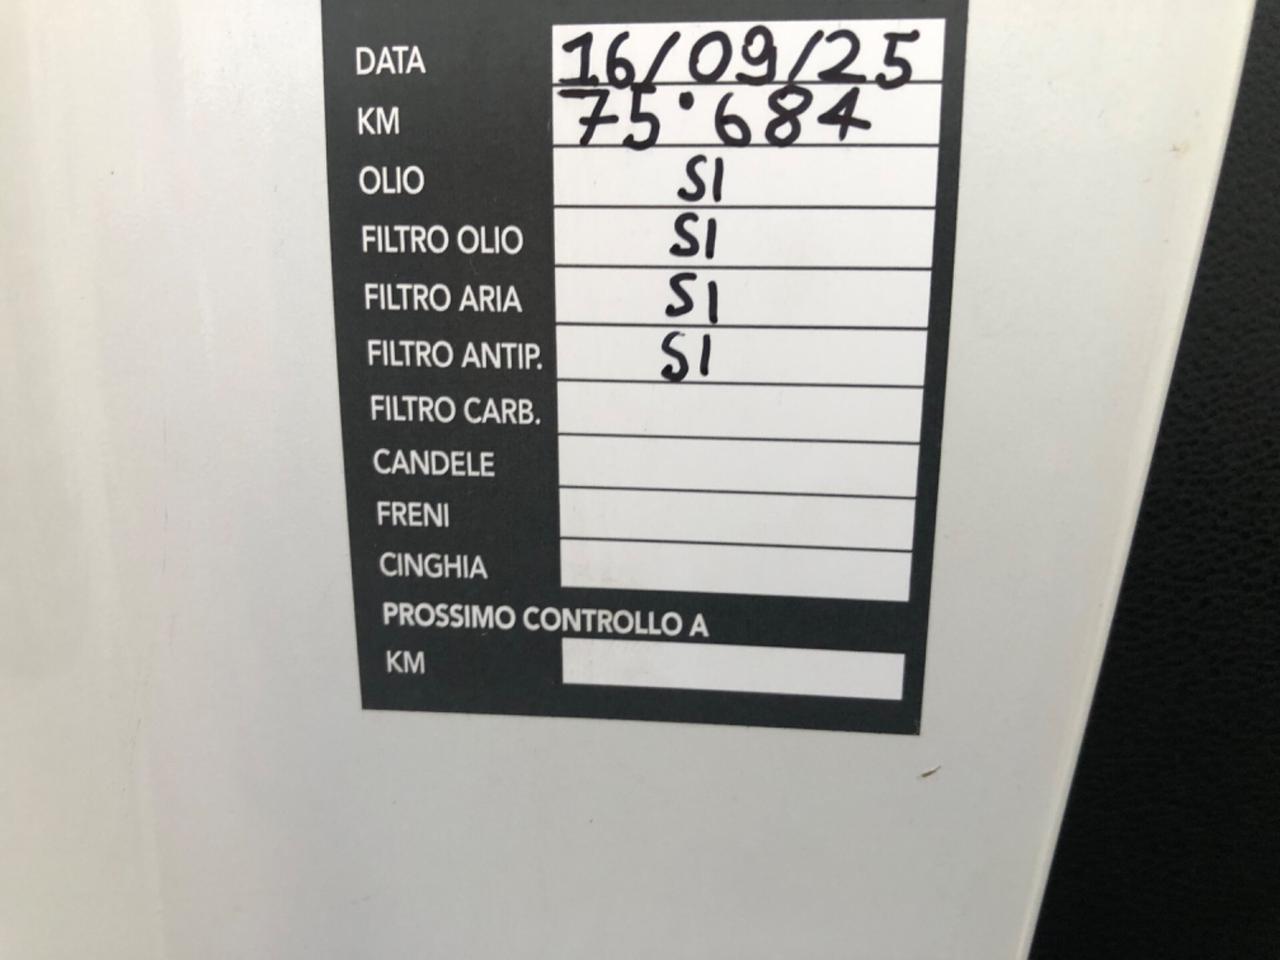 DATA 16/09/25
KM 75.684
OLIO SI
FILTRO OLIO SI
FILTRO ARIA SI
FILTRO ANTIP. SI
FILTRO CARB.
CANDELE
FRENI
CINGHIA
PROSSIMO CONTROLLO A
KM